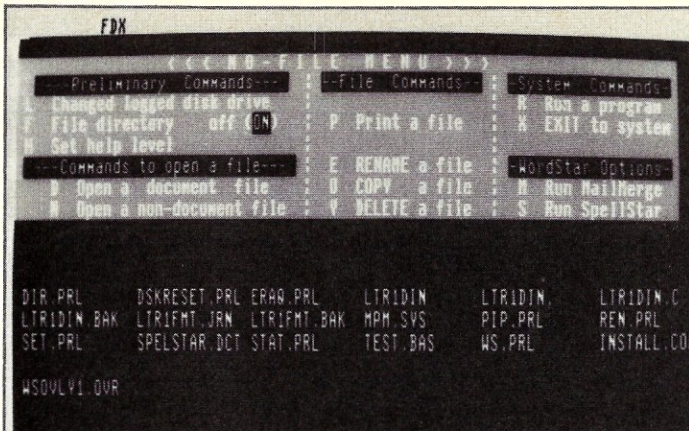 FDX
< < < N O - F I L E   M E N U > > >
---Preliminary Commands--- --File Commands-- -System Commands-
L Changed logged disk drive R Run a program
F File directory off (ON) P Print a file X EXIT to system
H Set help level
---Commands to open a file--- E RENAME a file -WordStar Options-
D Open a document file O COPY a file M Run MailMerge
N Open a non-document file Y DELETE a file S Run SpellStar
DIR.PRL DSKRESET.PRL ERAQ.PRL LTR1DIN LTR1DIN. LTR1DIN.C
LTR1DIN.BAK LTR1FMT.JRN LTR1FMT.BAK MPM.SYS PIP.PRL REN.PRL
SET.PRL SPELSTAR.DCT STAT.PRL TEST.BAS WS.PRL INSTALL.CO
WSOVLY1.OVR